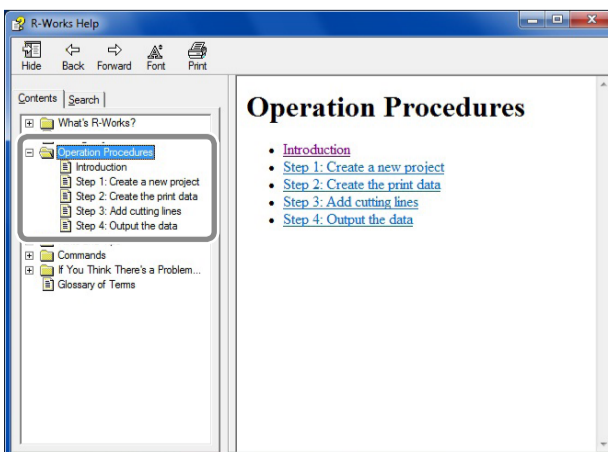 R-Works Help
Hide Back Forward Font Print
Contents Search
What's R-Works?
Operation Procedures
Introduction
Step 1: Create a new project
Step 2: Create the print data
Step 3: Add cutting lines
Step 4: Output the data
Commands
If You Think There's a Problem...
Glossary of Terms
Operation Procedures
Introduction
Step 1: Create a new project
Step 2: Create the print data
Step 3: Add cutting lines
Step 4: Output the data